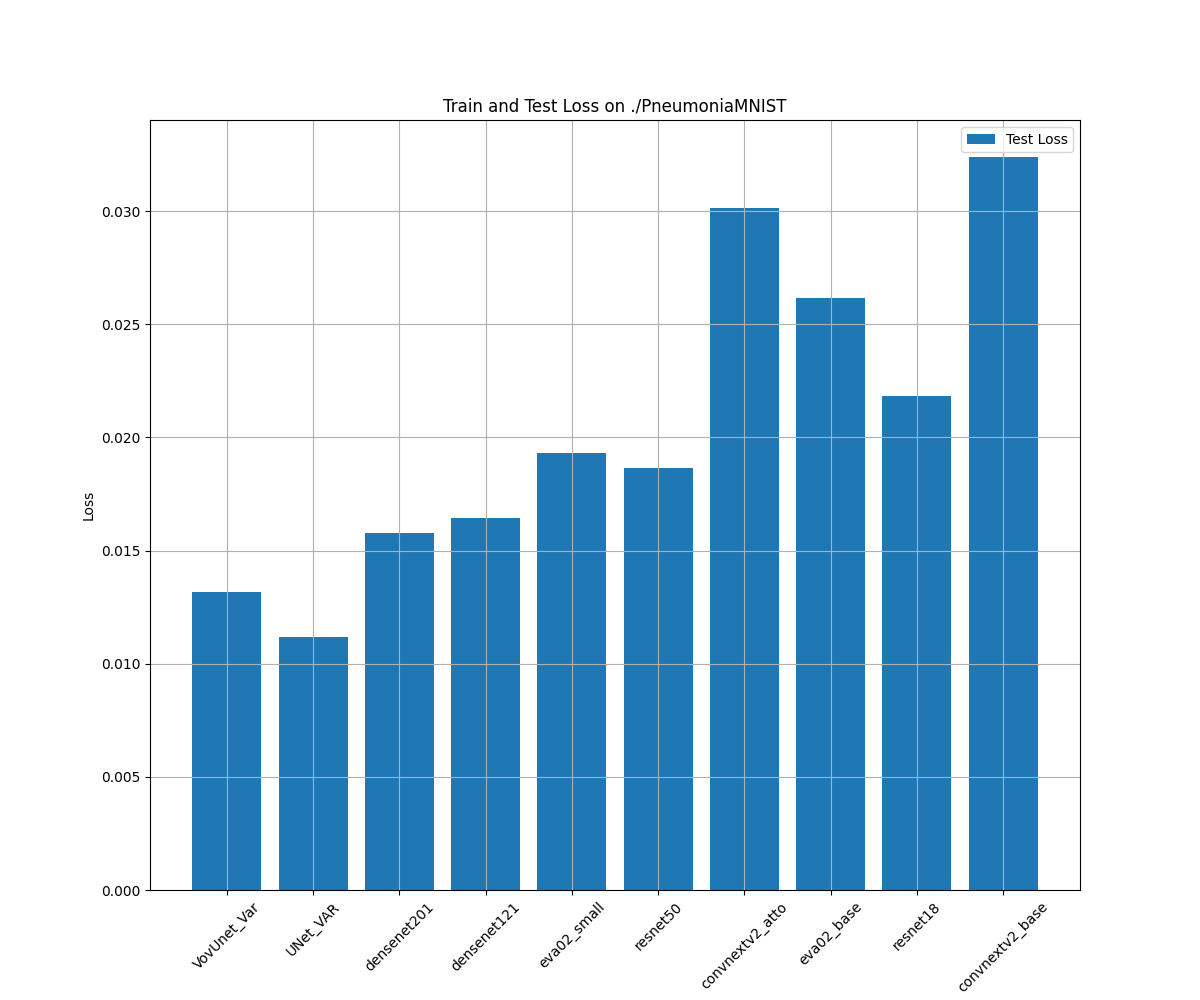 Train and Test Loss on ./PneumoniaMNIST
Test Loss
0.030
0.025
0.020
0.015
0.010
0.005
0.000
Loss
VovUnet_Var
UNet_VAR
densenet201
densenet121
eva02_small
resnet50
convnextv2_atto
eva02_base
resnet18
convnextv2_base